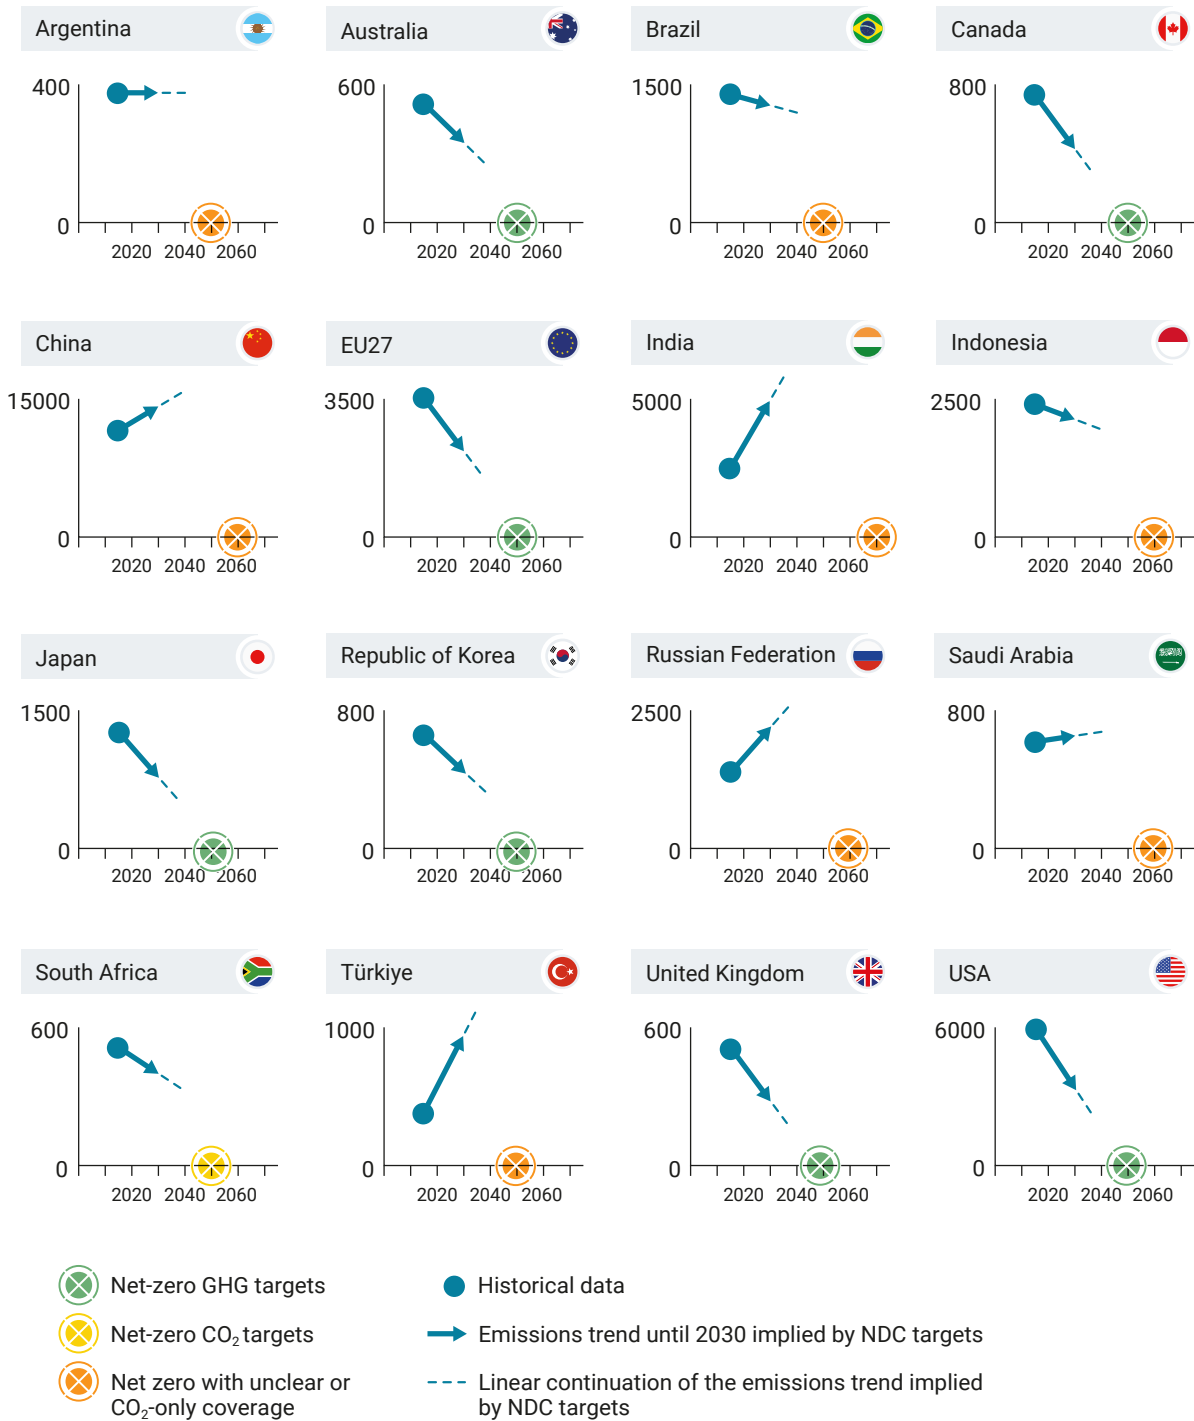 Argentina
Australia
Brazil
Canada
400
0
2020 2040 2060
600
0
2020 2040 2060
1500
0
2020 2040 2060
800
0
2020 2040 2060
China
EU27
India
Indonesia
15000
0
2020 2040 2060
3500
0
2020 2040 2060
5000
0
2020 2040 2060
2500
0
2020 2040 2060
Japan
Republic of Korea
Russian Federation
Saudi Arabia
1500
0
2020 2040 2060
800
0
2020 2040 2060
2500
0
2020 2040 2060
800
0
2020 2040 2060
South Africa
Türkiye
United Kingdom
USA
600
0
2020 2040 2060
1000
0
2020 2040 2060
600
0
2020 2040 2060
6000
0
2020 2040 2060
Net-zero GHG targets
Net-zero CO₂ targets
Net zero with unclear or
CO₂-only coverage
Historical data
Emissions trend until 2030 implied by NDC targets
Linear continuation of the emissions trend implied
by NDC targets